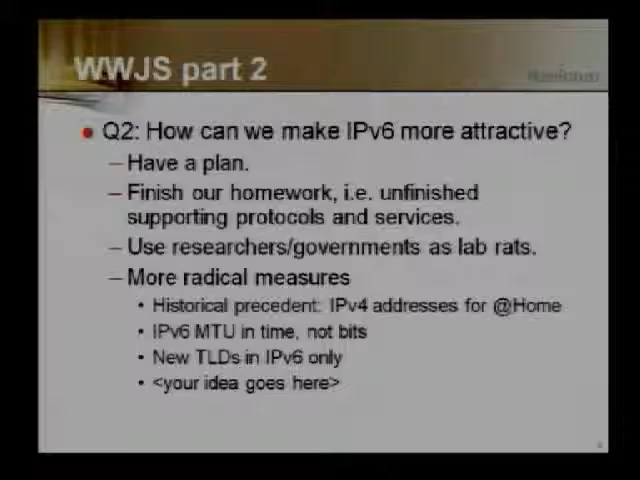 WWJS part 2
Q2: How can we make IPv6 more attractive?
– Have a plan.
– Finish our homework, i.e. unfinished
supporting protocols and services.
– Use researchers/governments as lab rats.
– More radical measures
• Historical precedent: IPv4 addresses for @Home
• IPv6 MTU in time, not bits
• New TLDs in IPv6 only
• <your idea goes here>